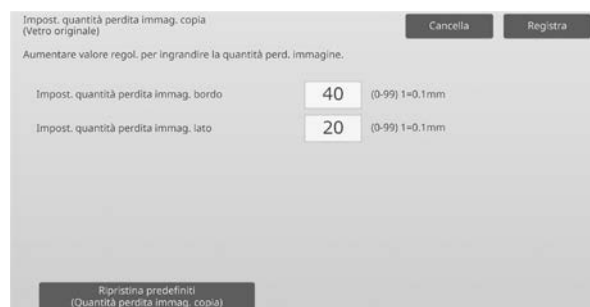 Impost. quantità perdita immag. copia
(Vetro originale)
Cancella
Registra
Aumentare valore regol. per ingrandire la quantità perd. immagine.
Impost. quantità perdita immag. bordo
40
(0-99) 1=0.1mm
Impost. quantità perdita immag. lato
20
(0-99) 1=0.1mm
Ripristina predefiniti
(Quantità perdita immag. copia)